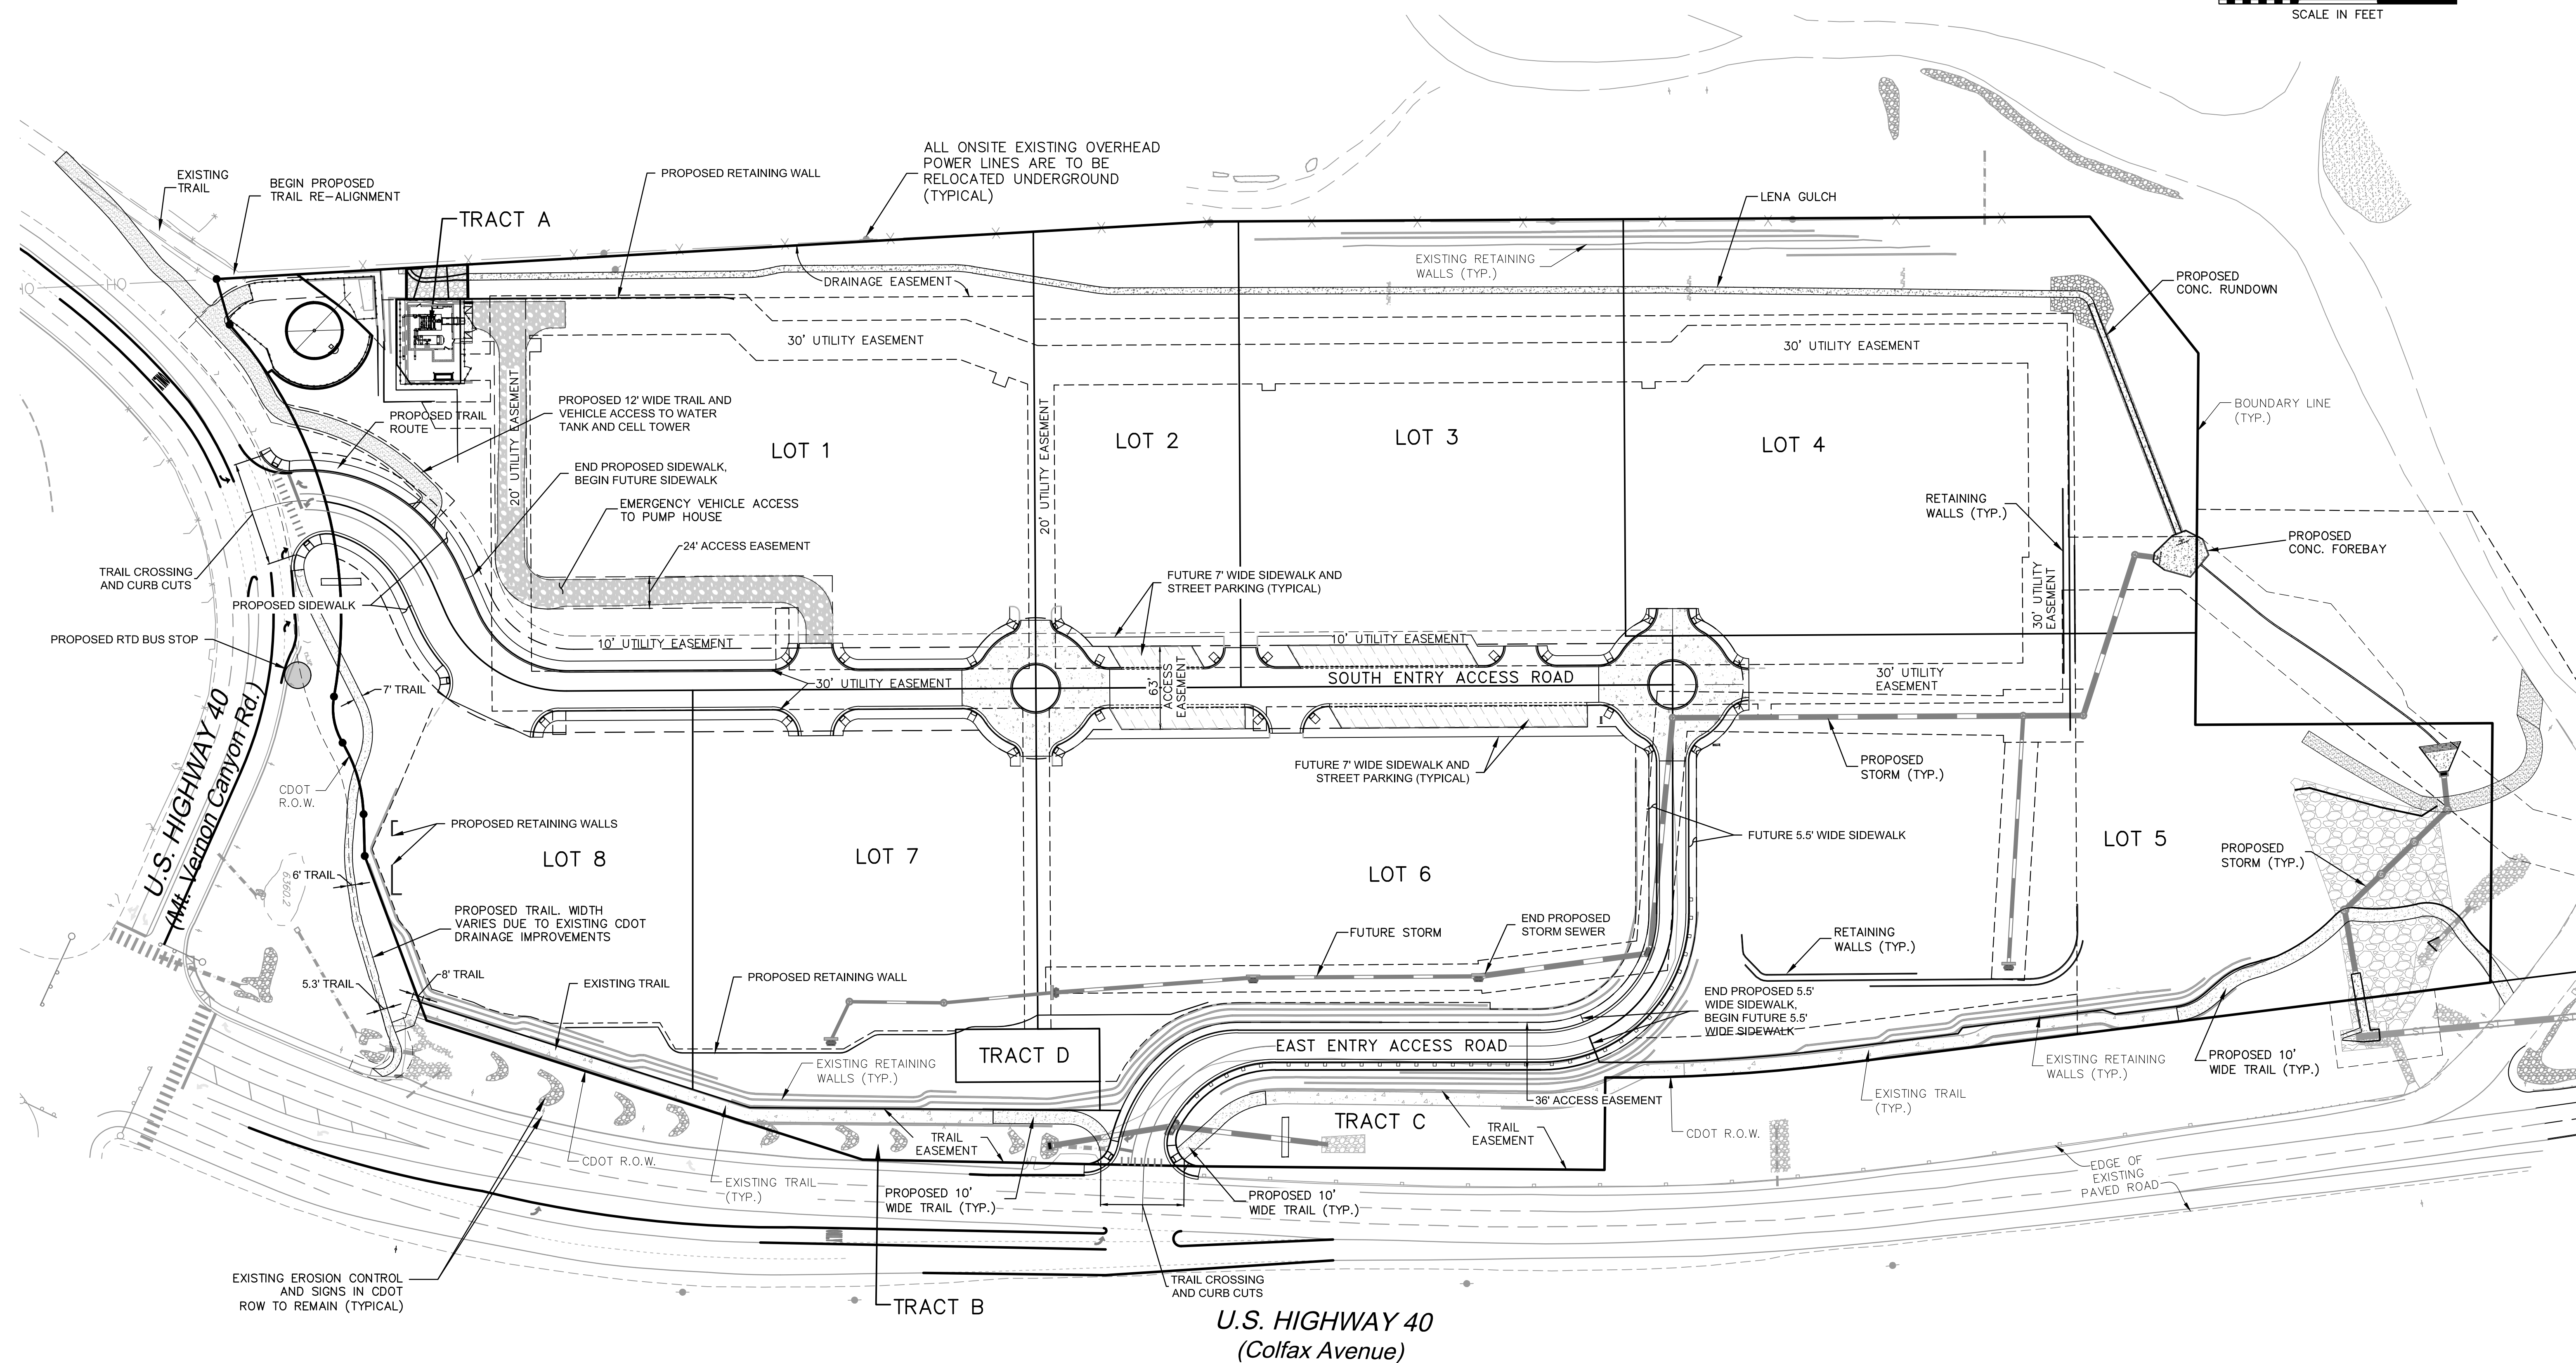 SCALE IN FEET
ALL ONSITE EXISTING OVERHEAD
POWER LINES ARE TO BE
RELOCATED UNDERGROUND
(TYPICAL)
EXISTING
TRAIL
BEGIN PROPOSED
TRAIL RE-ALIGNMENT
PROPOSED RETAINING WALL
TRACT A
LENA GULCH
EXISTING RETAINING
WALLS (TYP.)
PROPOSED
CONC. RUNDOWN
HO
HO
DRAINAGE EASEMENT
30' UTILITY EASEMENT
30' UTILITY EASEMENT
BOUNDARY LINE
(TYP.)
PROPOSED TRAIL
ROUTE
20' UTILITY EASEMENT
PROPOSED 12' WIDE TRAIL AND
VEHICLE ACCESS TO WATER
TANK AND CELL TOWER
LOT 1
20' UTILITY EASEMENT
LOT 2
LOT 3
LOT 4
END PROPOSED SIDEWALK,
BEGIN FUTURE SIDEWALK
EMERGENCY VEHICLE ACCESS
TO PUMP HOUSE
RETAINING
WALLS (TYP.)
24' ACCESS EASEMENT
PROPOSED
CONC. FOREBAY
TRAIL CROSSING
AND CURB CUTS
FUTURE 7' WIDE SIDEWALK AND
STREET PARKING (TYPICAL)
30' UTILITY
EASEMENT
PROPOSED SIDEWALK
PROPOSED RTD BUS STOP
10' UTILITY EASEMENT
10' UTILITY EASEMENT
7' TRAIL
30' UTILITY EASEMENT
63'
ACCESS
EASEMENT
SOUTH ENTRY ACCESS ROAD
30' UTILITY
EASEMENT
U.S. HIGHWAY 40
(Mt. Vernon Canyon Rd.)
CDOT
R.O.W.
FUTURE 7' WIDE SIDEWALK AND
STREET PARKING (TYPICAL)
PROPOSED
STORM (TYP.)
PROPOSED RETAINING WALLS
FUTURE 5.5' WIDE SIDEWALK
LOT 8
LOT 7
LOT 6
LOT 5
PROPOSED
STORM (TYP.)
6' TRAIL
6360.2
PROPOSED TRAIL. WIDTH
VARIES DUE TO EXISTING CDOT
DRAINAGE IMPROVEMENTS
FUTURE STORM
END PROPOSED
STORM SEWER
RETAINING
WALLS (TYP.)
8' TRAIL
5.3' TRAIL
EXISTING TRAIL
PROPOSED RETAINING WALL
END PROPOSED 5.5'
WIDE SIDEWALK,
BEGIN FUTURE 5.5'
WIDE SIDEWALK
TRACT D
EAST ENTRY ACCESS ROAD
ST
ST
EXISTING RETAINING
WALLS (TYP.)
EXISTING RETAINING
WALLS (TYP.)
PROPOSED 10'
WIDE TRAIL (TYP.)
36' ACCESS EASEMENT
EXISTING TRAIL
(TYP.)
TRACT C
TRAIL
EASEMENT
TRAIL
EASEMENT
CDOT R.O.W.
CDOT R.O.W.
EXISTING TRAIL
(TYP.)
PROPOSED 10'
WIDE TRAIL (TYP.)
PROPOSED 10'
WIDE TRAIL (TYP.)
EDGE OF
EXISTING
PAVED ROAD
EXISTING EROSION CONTROL
AND SIGNS IN CDOT
ROW TO REMAIN (TYPICAL)
TRACT B
TRAIL CROSSING
AND CURB CUTS
U.S. HIGHWAY 40
(Colfax Avenue)